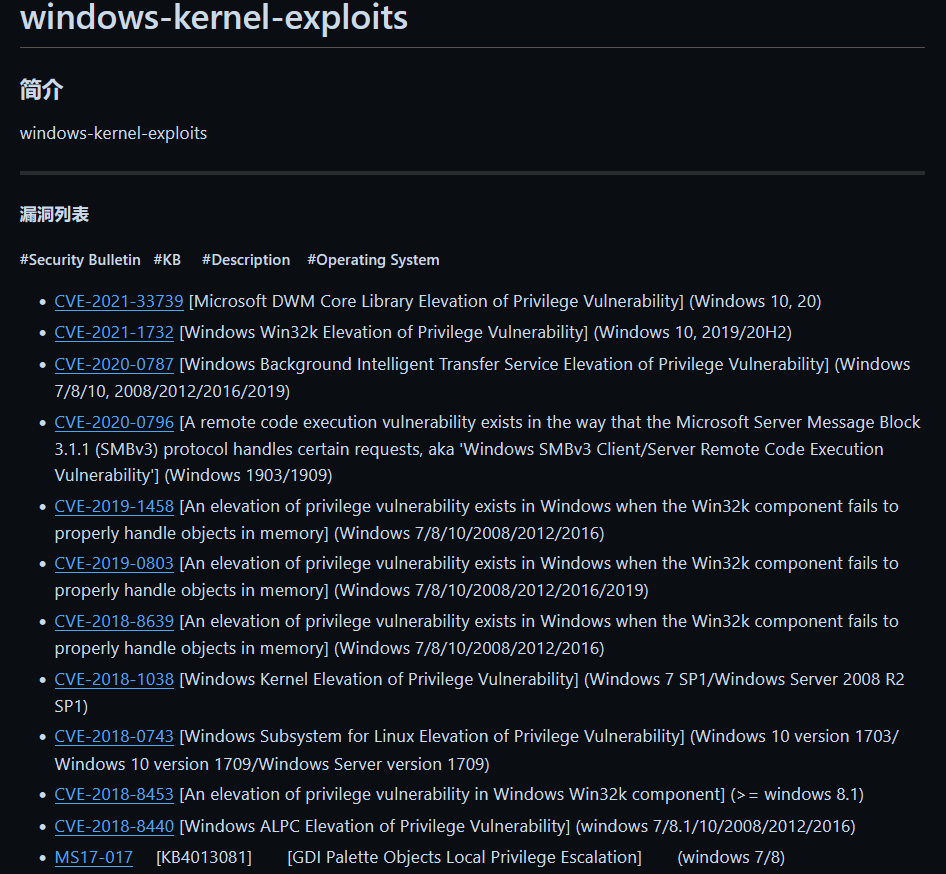 windows-kernel-exploits
简介
windows-kernel-exploits
漏洞列表
#Security Bulletin #KB #Description #Operating System
CVE-2021-33739 [Microsoft DWM Core Library Elevation of Privilege Vulnerability] (Windows 10, 20)
CVE-2021-1732 [Windows Win32k Elevation of Privilege Vulnerability] (Windows 10, 2019/20H2)
CVE-2020-0787 [Windows Background Intelligent Transfer Service Elevation of Privilege Vulnerability] (Windows
7/8/10, 2008/2012/2016/2019)
CVE-2020-0796 [A remote code execution vulnerability exists in the way that the Microsoft Server Message Block
3.1.1 (SMBv3) protocol handles certain requests, aka 'Windows SMBv3 Client/Server Remote Code Execution
Vulnerability'] (Windows 1903/1909)
CVE-2019-1458 [An elevation of privilege vulnerability exists in Windows when the Win32k component fails to
properly handle objects in memory] (Windows 7/8/10/2008/2012/2016)
CVE-2019-0803 [An elevation of privilege vulnerability exists in Windows when the Win32k component fails to
properly handle objects in memory] (Windows 7/8/10/2008/2012/2016/2019)
CVE-2018-8639 [An elevation of privilege vulnerability exists in Windows when the Win32k component fails to
properly handle objects in memory] (Windows 7/8/10/2008/2012/2016)
CVE-2018-1038 [Windows Kernel Elevation of Privilege Vulnerability] (Windows 7 SP1/Windows Server 2008 R2
SP1)
CVE-2018-0743 [Windows Subsystem for Linux Elevation of Privilege Vulnerability] (Windows 10 version 1703/
Windows 10 version 1709/Windows Server version 1709)
CVE-2018-8453 [An elevation of privilege vulnerability in Windows Win32k component] (>= windows 8.1)
CVE-2018-8440 [Windows ALPC Elevation of Privilege Vulnerability] (windows 7/8.1/10/2008/2012/2016)
MS17-017 [KB4013081] [GDI Palette Objects Local Privilege Escalation] (windows 7/8)